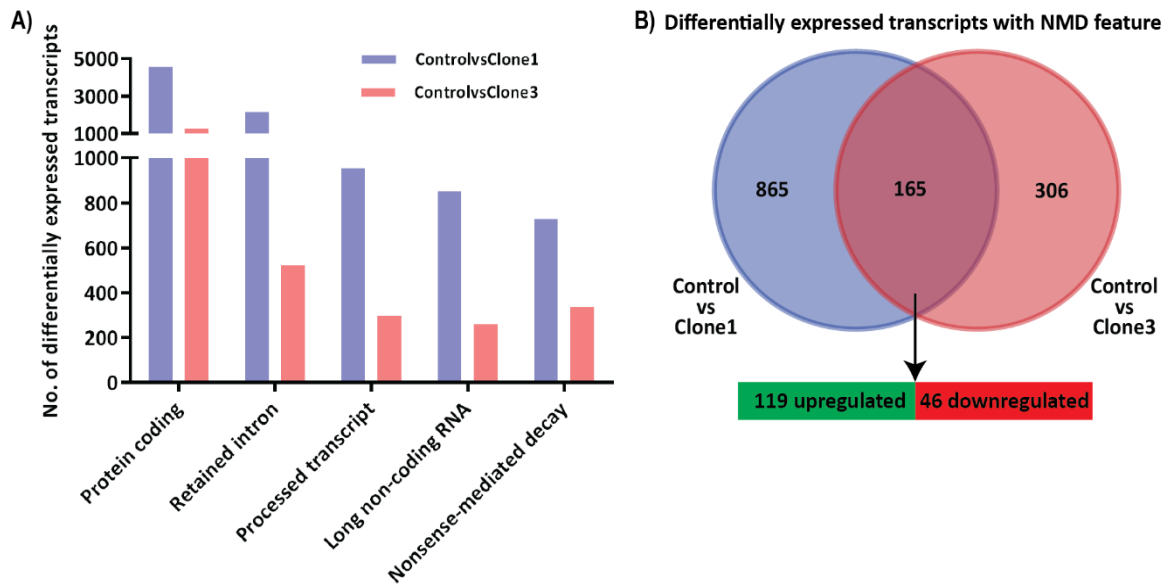 A)
No. of differentially expressed transcripts
5000
3000
1000
1000
800
600
400
200
0
ControlvsClone1
ControlvsClone3
Protein coding
Retained intron
Processed transcript
Long non-coding RNA
Nonsense-mediated decay
B) Differentially expressed transcripts with NMD feature
865
165
306
Control
vs
Clone1
Control
vs
Clone3
119 upregulated
46 downregulated